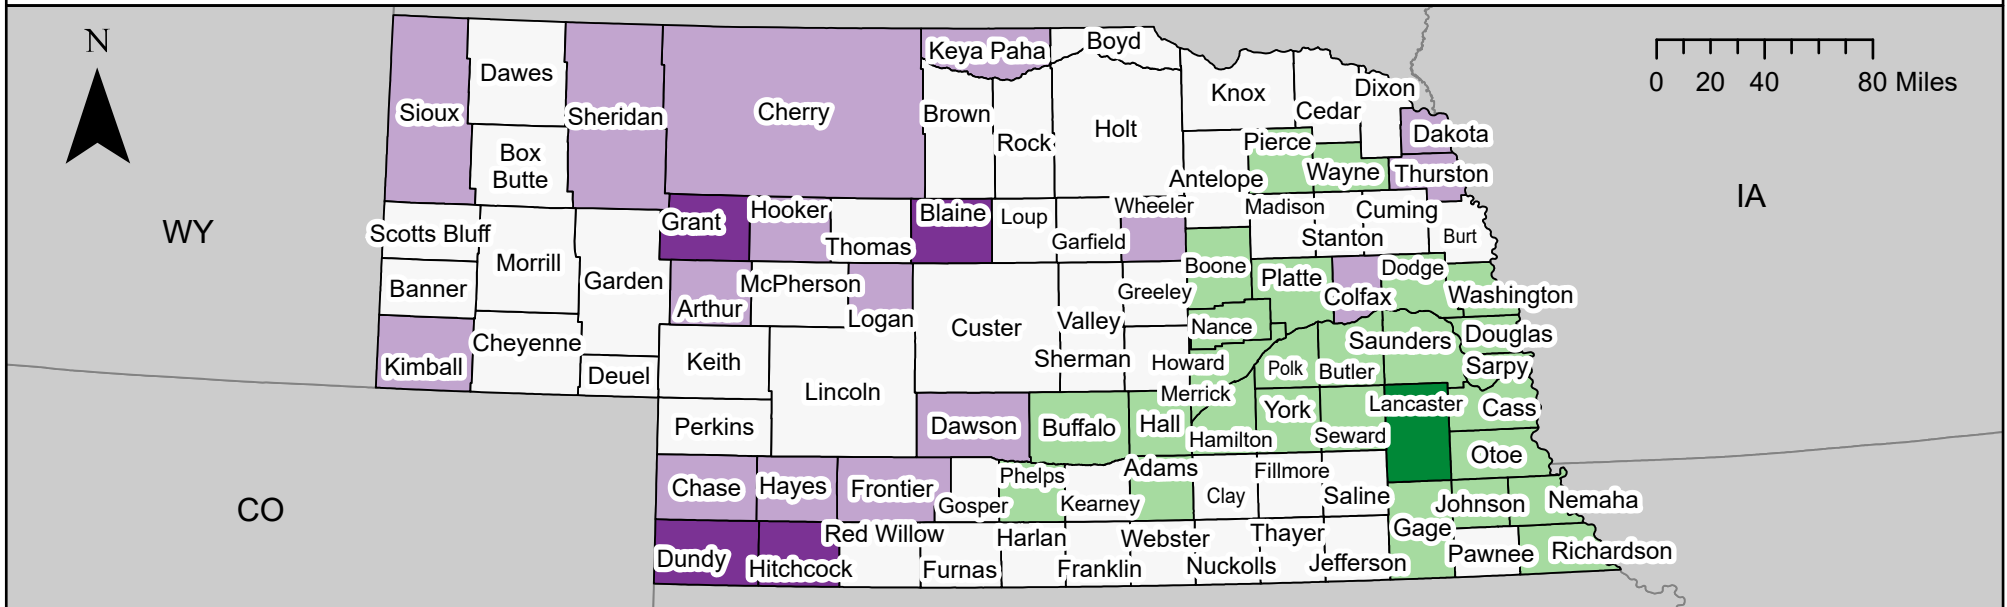 N
Boyd
Keya Paha
Dawes
Sioux
Sheridan
Cherry
Brown
Rock
Holt
Knox
Cedar
Dixon
Dakota
0 20 40 80 Miles
Box
Butte
Pierce
Wayne
Thurston
Antelope
IA
WY
Scotts Bluff
Grant
Hooker
Thomas
Blaine
Loup
Garfield
Wheeler
Madison
Cuming
Stanton
Burt
Banner
Morrill
Garden
Arthur
McPherson
Logan
Custer
Valley
Greeley
Boone
Platte
Colfax
Dodge
Washington
Kimball
Cheyenne
Deuel
Keith
Lincoln
Sherman
Howard
Nance
Merrick
Polk
Butler
Saunders
Douglas
Sarpy
Perkins
Dawson
Buffalo
Hall
Hamilton
York
Seward
Lancaster
Cass
Otoe
CO
Chase
Hayes
Frontier
Gosper
Phelps
Kearney
Adams
Clay
Fillmore
Saline
Gage
Johnson
Nemaha
Dundy
Hitchcock
Red Willow
Furnas
Harlan
Franklin
Webster
Nuckolls
Thayer
Jefferson
Pawnee
Richardson